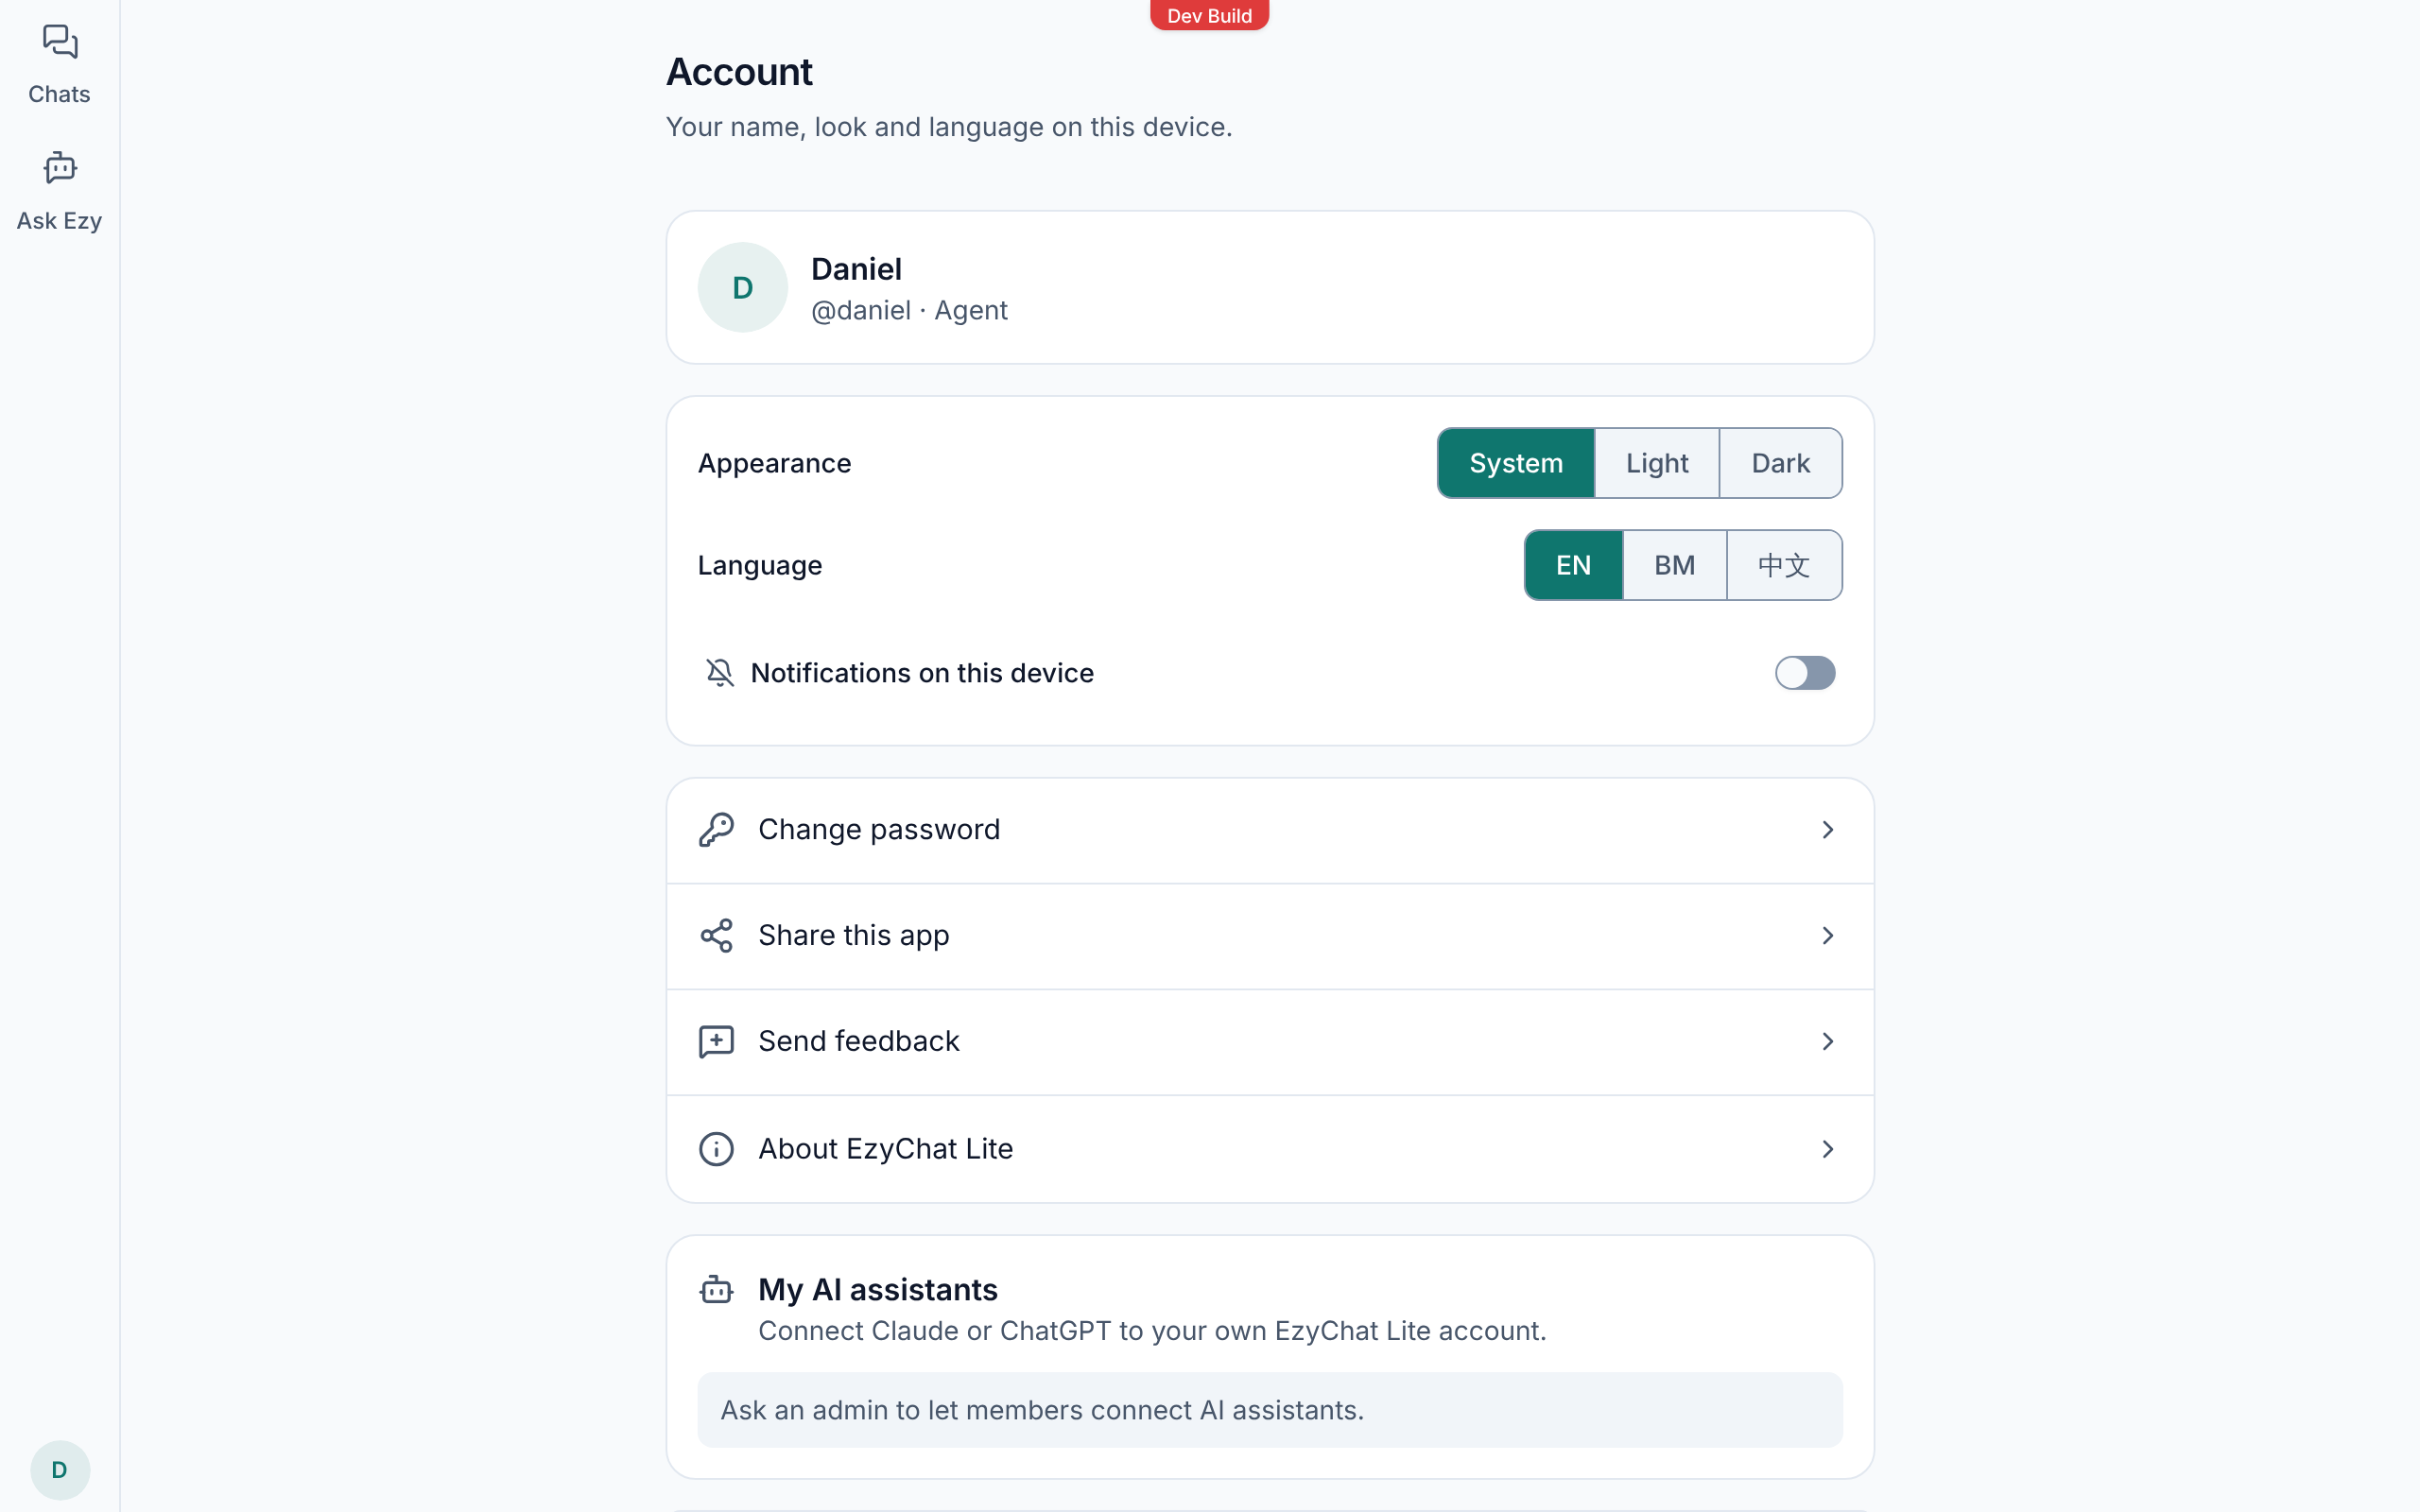 Dev Build
Chats
Ask Ezy
Account
Your name, look and language on this device.
D
Daniel
@daniel · Agent
Appearance
System
Light
Dark
Language
EN
BM
中文
Notifications on this device
Change password
Share this app
Send feedback
About EzyChat Lite
My AI assistants
Connect Claude or ChatGPT to your own EzyChat Lite account.
Ask an admin to let members connect AI assistants.
D